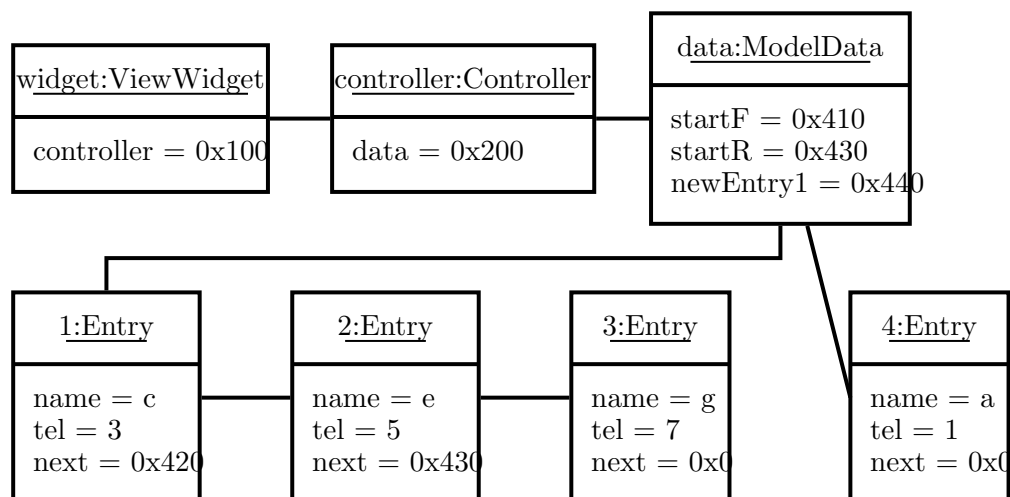 widget:ViewWidget
controller = 0x100
controller:Controller
data = 0x200
data:ModelData
startF = 0x410
startR = 0x430
newEntry1 = 0x440
1:Entry
name = c
tel = 3
next = 0x420
2:Entry
name = e
tel = 5
next = 0x430
3:Entry
name = g
tel = 7
next = 0x0
4:Entry
name = a
tel = 1
next = 0x0